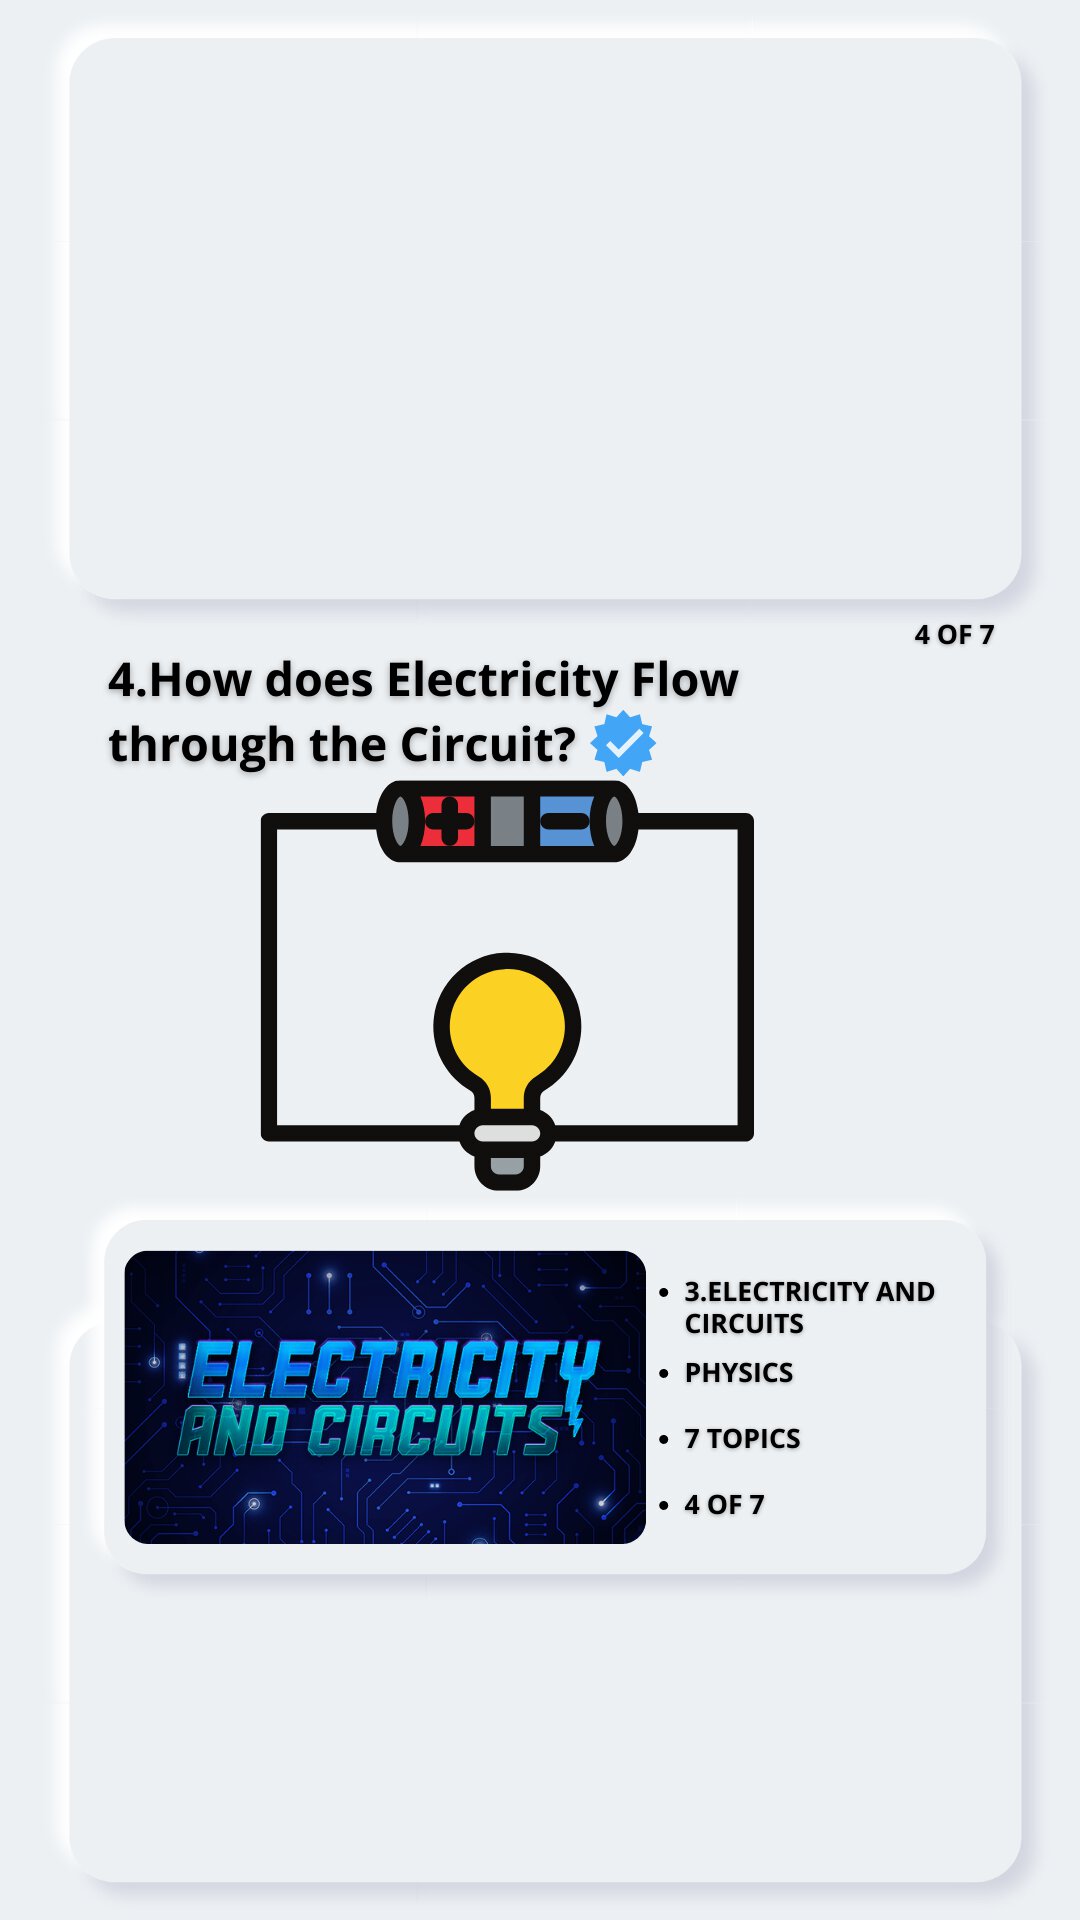 4 OF 7
4.How does Electricity Flow
through the Circuit?
ELECTRICITY
AND CIRCUITS
3.ELECTRICITY AND
CIRCUITS
PHYSICS
7 TOPICS
4 OF 7